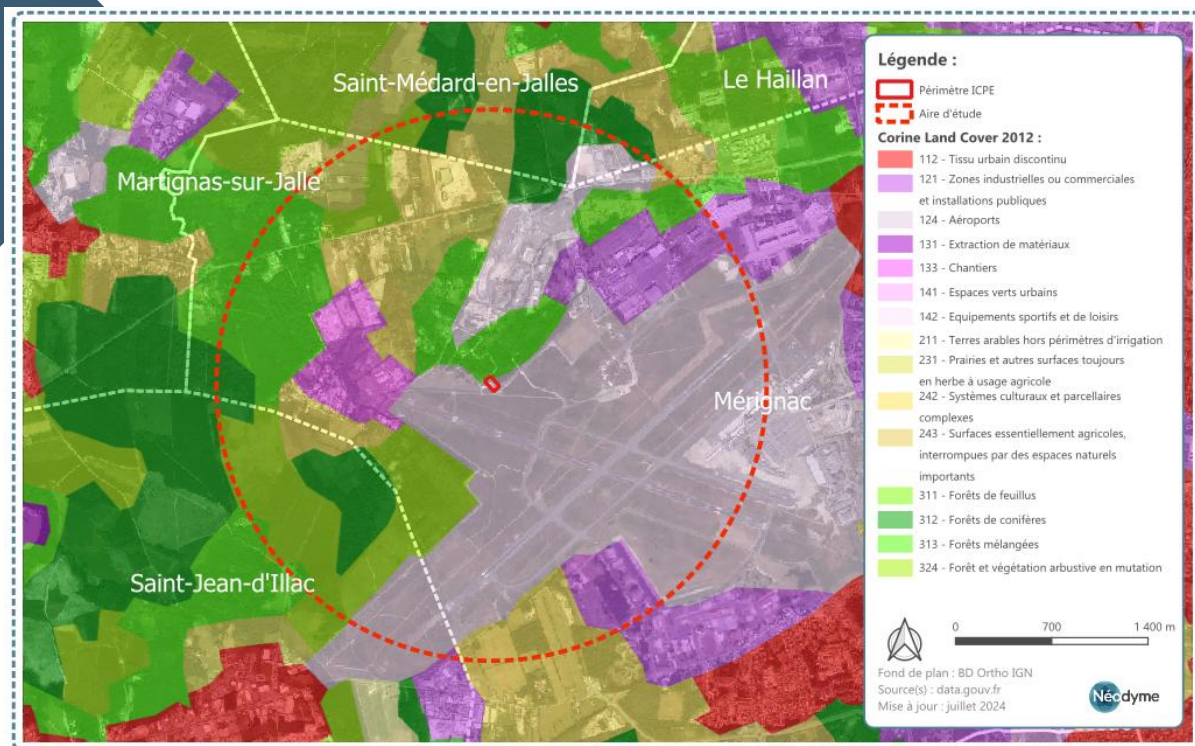 Saint-Médard-en-Jalles
Le Haillan
Martignas-sur-Jalle
Mérignac
Saint-Jean-d'Illac
Légende :
Périmètre ICPE
Aire d'étude
Corine Land Cover 2012 :
112 - Tissu urbain discontinu
121 - Zones industrielles ou commerciales
et installations publiques
124 - Aéroports
131 - Extraction de matériaux
133 - Chantiers
141 - Espaces verts urbains
142 - Equipements sportifs et de loisirs
211 - Terres arables hors périmètres d'irrigation
231 - Prairies et autres surfaces toujours
en herbe à usage agricole
242 - Systèmes culturaux et parcellaires
complexes
243 - Surfaces essentiellement agricoles,
interrompues par des espaces naturels
importants
311 - Forêts de feuillus
312 - Forêts de conifères
313 - Forêts mélangées
324 - Forêt et végétation arbustive en mutation
0 700 1 400 m
Fond de plan : BD Ortho IGN
Source(s) : data.gouv.fr
Mise à jour : juillet 2024
Néodyme